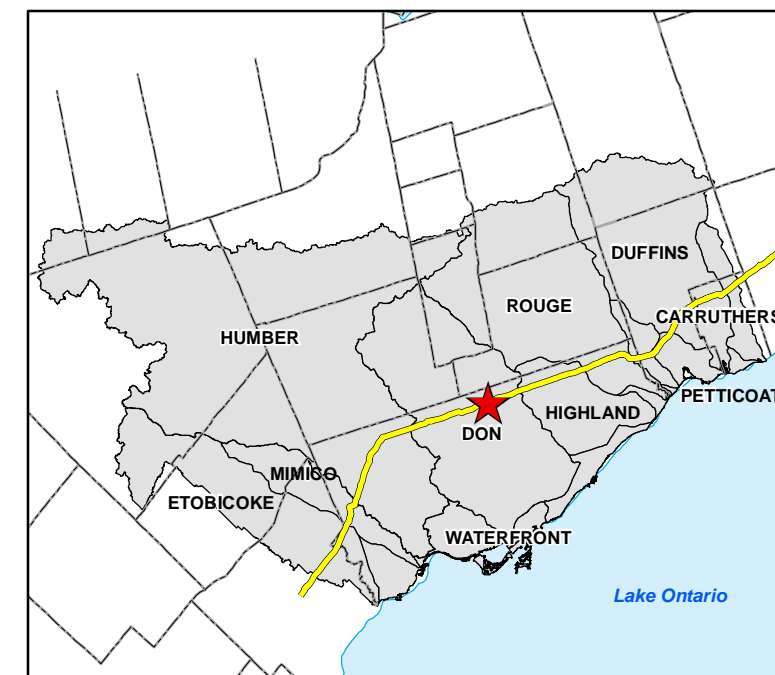 DUFFINS
ROUGE
CARRUTHERS
HUMBER
PETTICOAT
HIGHLAND
DON
MIMICO
ETOBICOKE
WATERFRONT
Lake Ontario